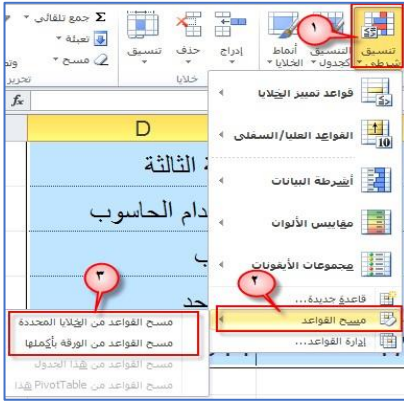 Σ جمع تلقائي
تعبئة
مسح
تنسيق
حذف
إدراج
أنماط الخلايا
التنسيق كجدول
تنسيق شرطي
١
خلايا
تحرير
fx
D
الثالثة
دام الحاسوب
ب
حد
قواعد تمييز الخلايا
القواعد العليا/السفلى
10
أشرطة البيانات
مقاييس الألوان
مجموعات الأيقونات
قاعدة جديدة...
٢
مسح القواعد
إدارة القواعد...
٣
مسح القواعد من الخلايا المحددة
مسح القواعد من الورقة بأكملها
مسح القواعد من هذا الجدول
مسح القواعد من PivotTable هذا